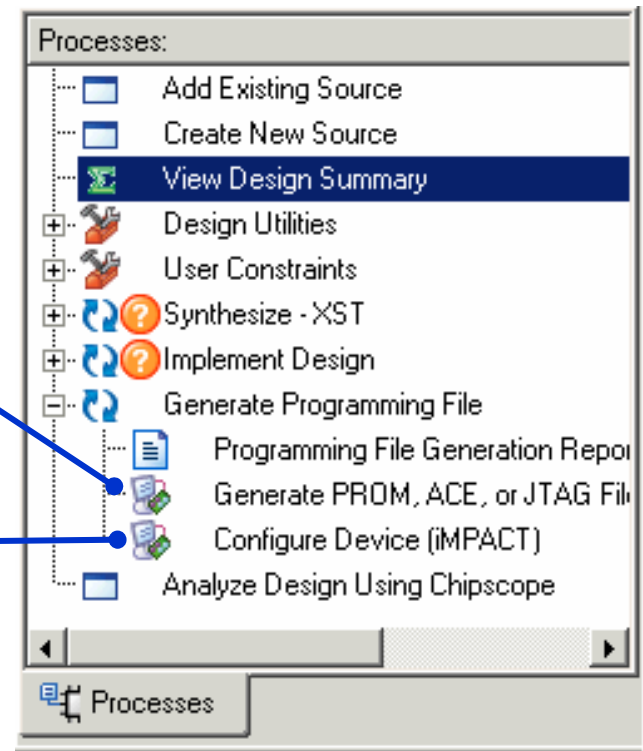 Processes:
Add Existing Source
Create New Source
View Design Summary
Design Utilities
User Constraints
Synthesize - XST
Implement Design
Generate Programming File
Programming File Generation Repor
Generate PROM, ACE, or JTAG File
Configure Device (iMPACT)
Analyze Design Using Chipscope
Processes